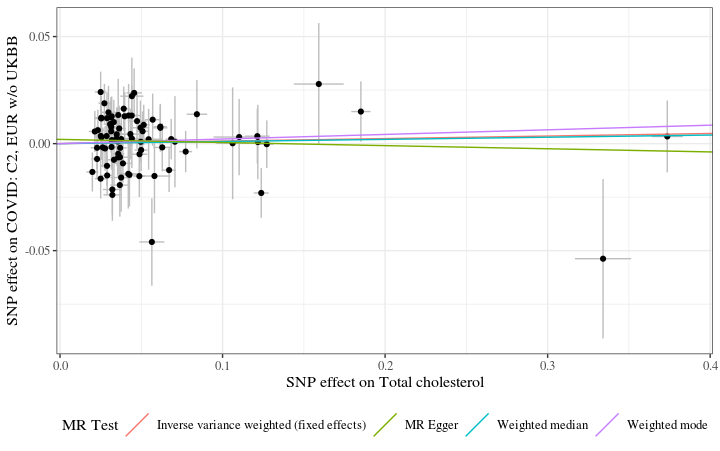 SNP effect on COVID: C2, EUR w/o UKBB
0.05
0.00
-0.05
0.0
0.1
0.2
0.3
0.4
SNP effect on Total cholesterol
MR Test
Inverse variance weighted (fixed effects)
MR Egger
Weighted median
Weighted mode